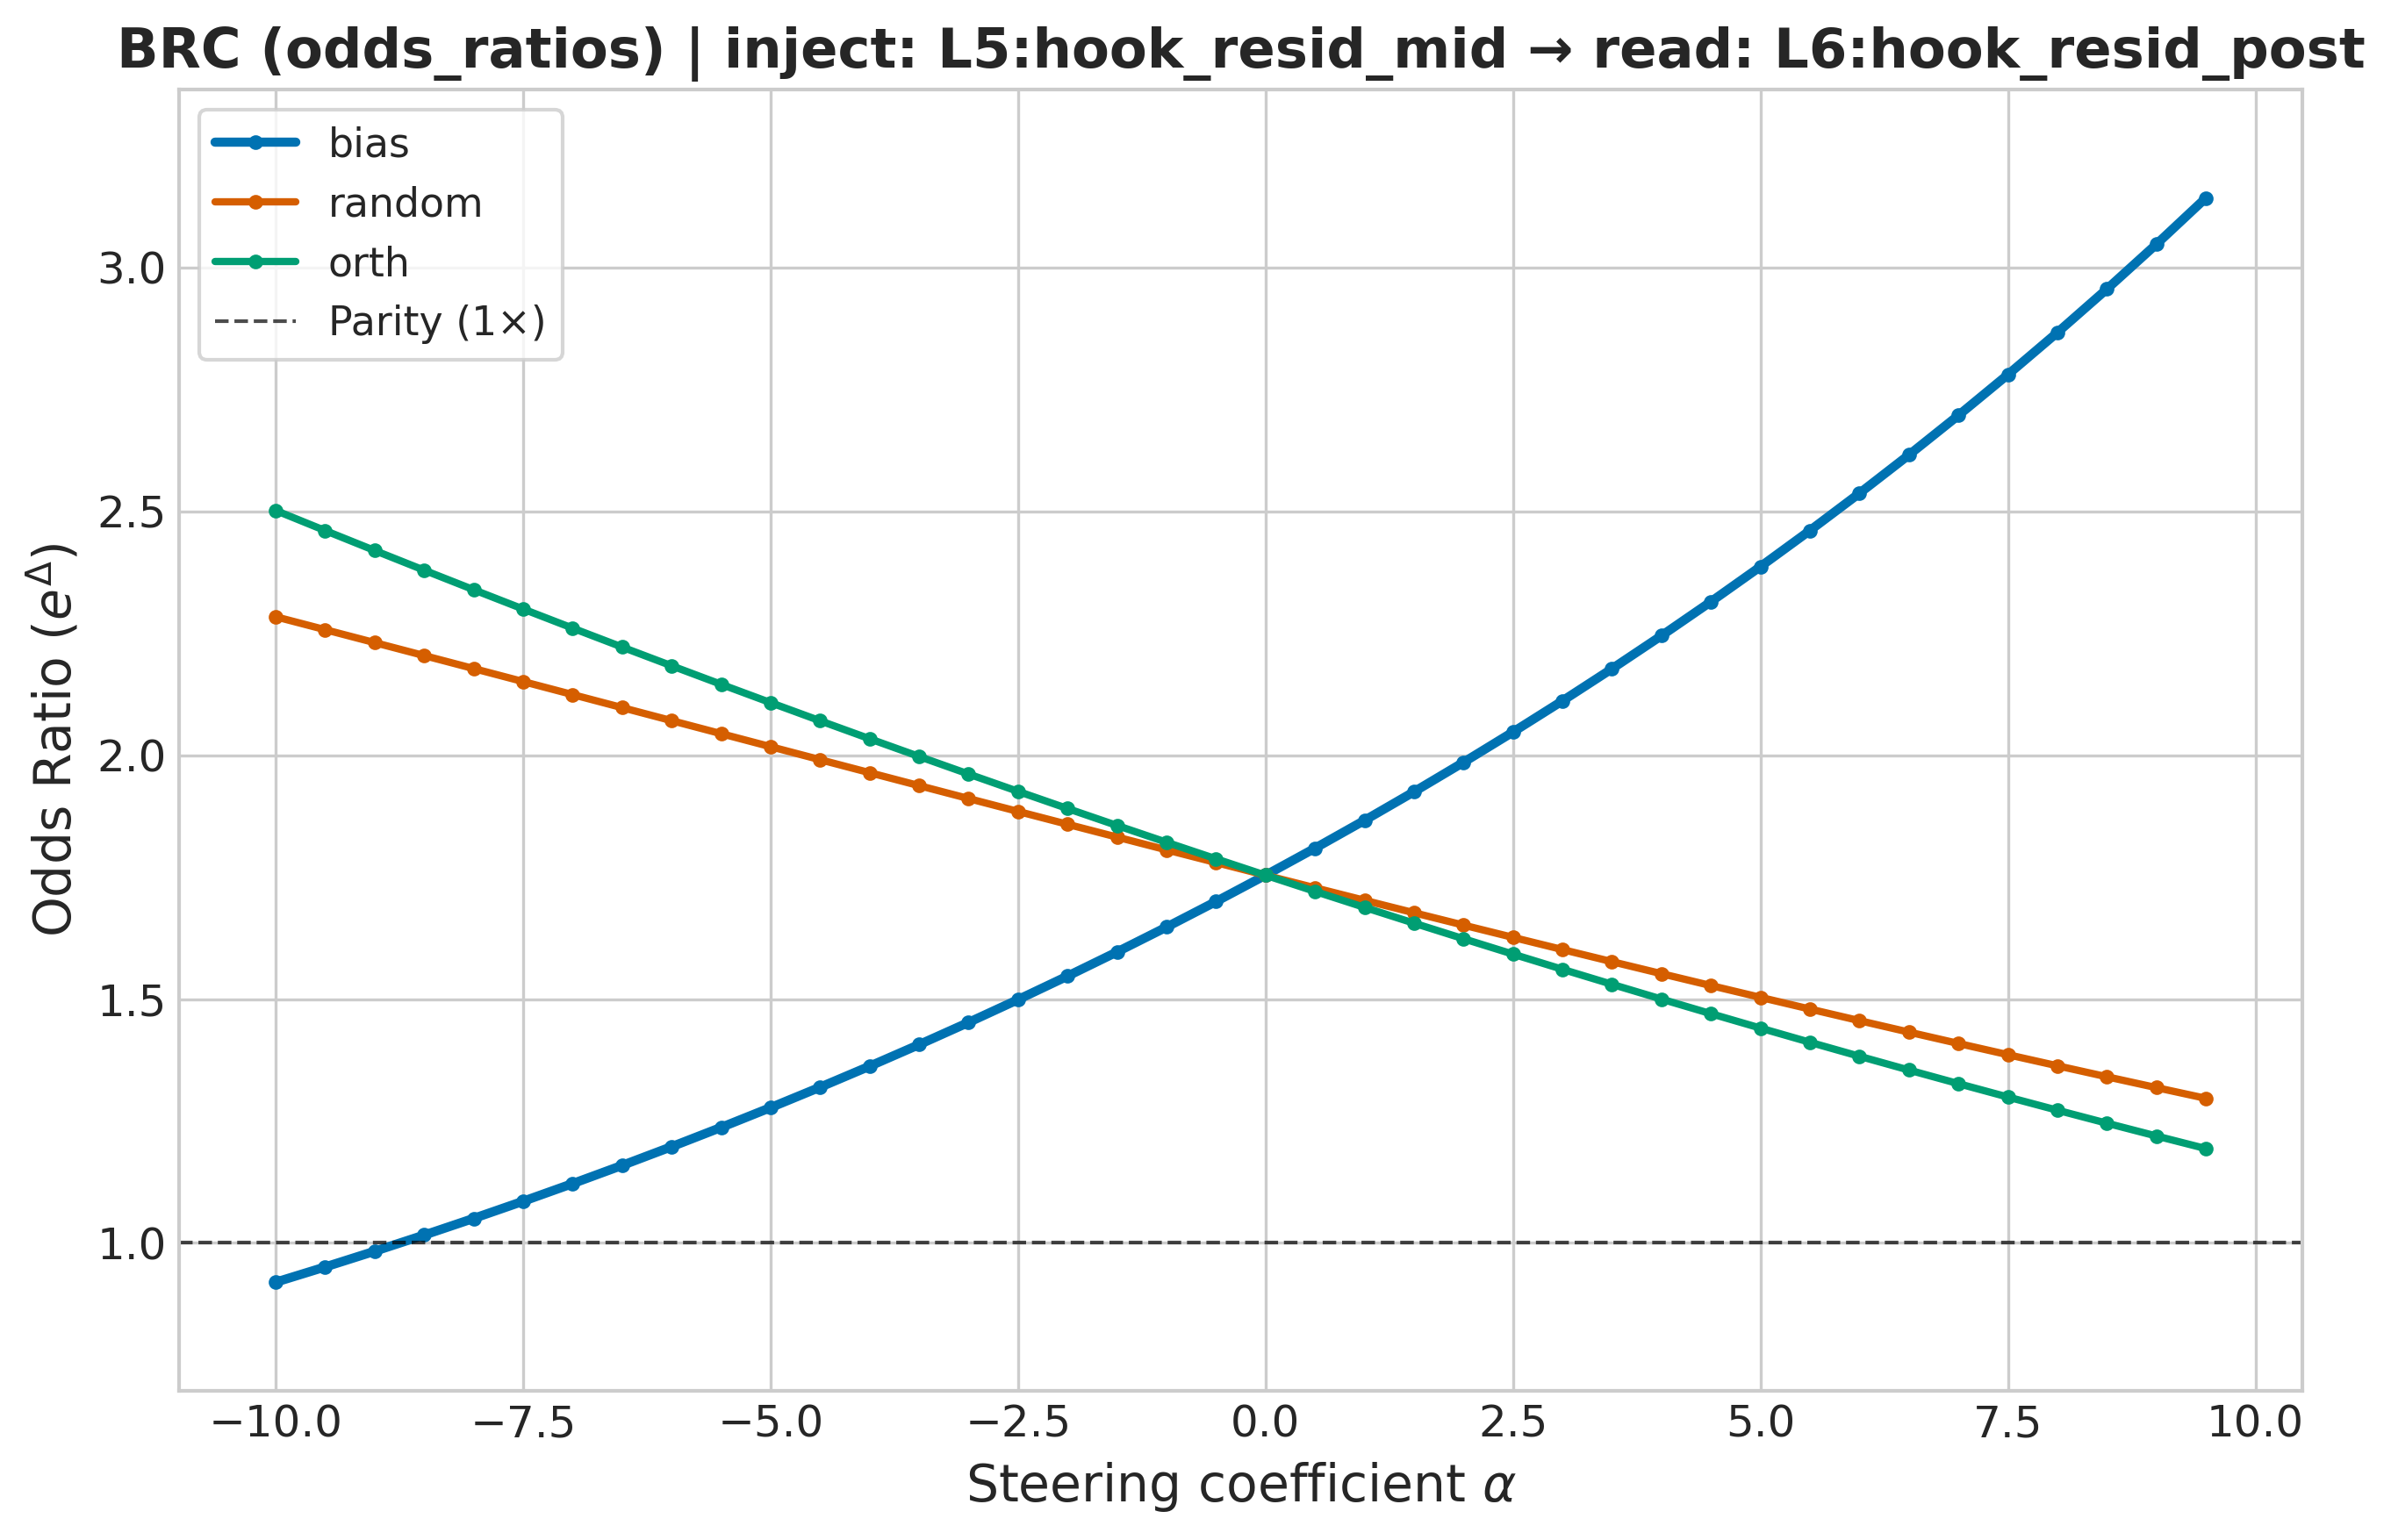 BRC (odds_ratios) | inject: L5:hook_resid_mid → read: L6:hook_resid_post
bias
random
orth
Parity (1×)
Odds Ratio (e^Δ)
3.0
2.5
2.0
1.5
1.0
−10.0 −7.5 −5.0 −2.5 0.0 2.5 5.0 7.5 10.0
Steering coefficient α